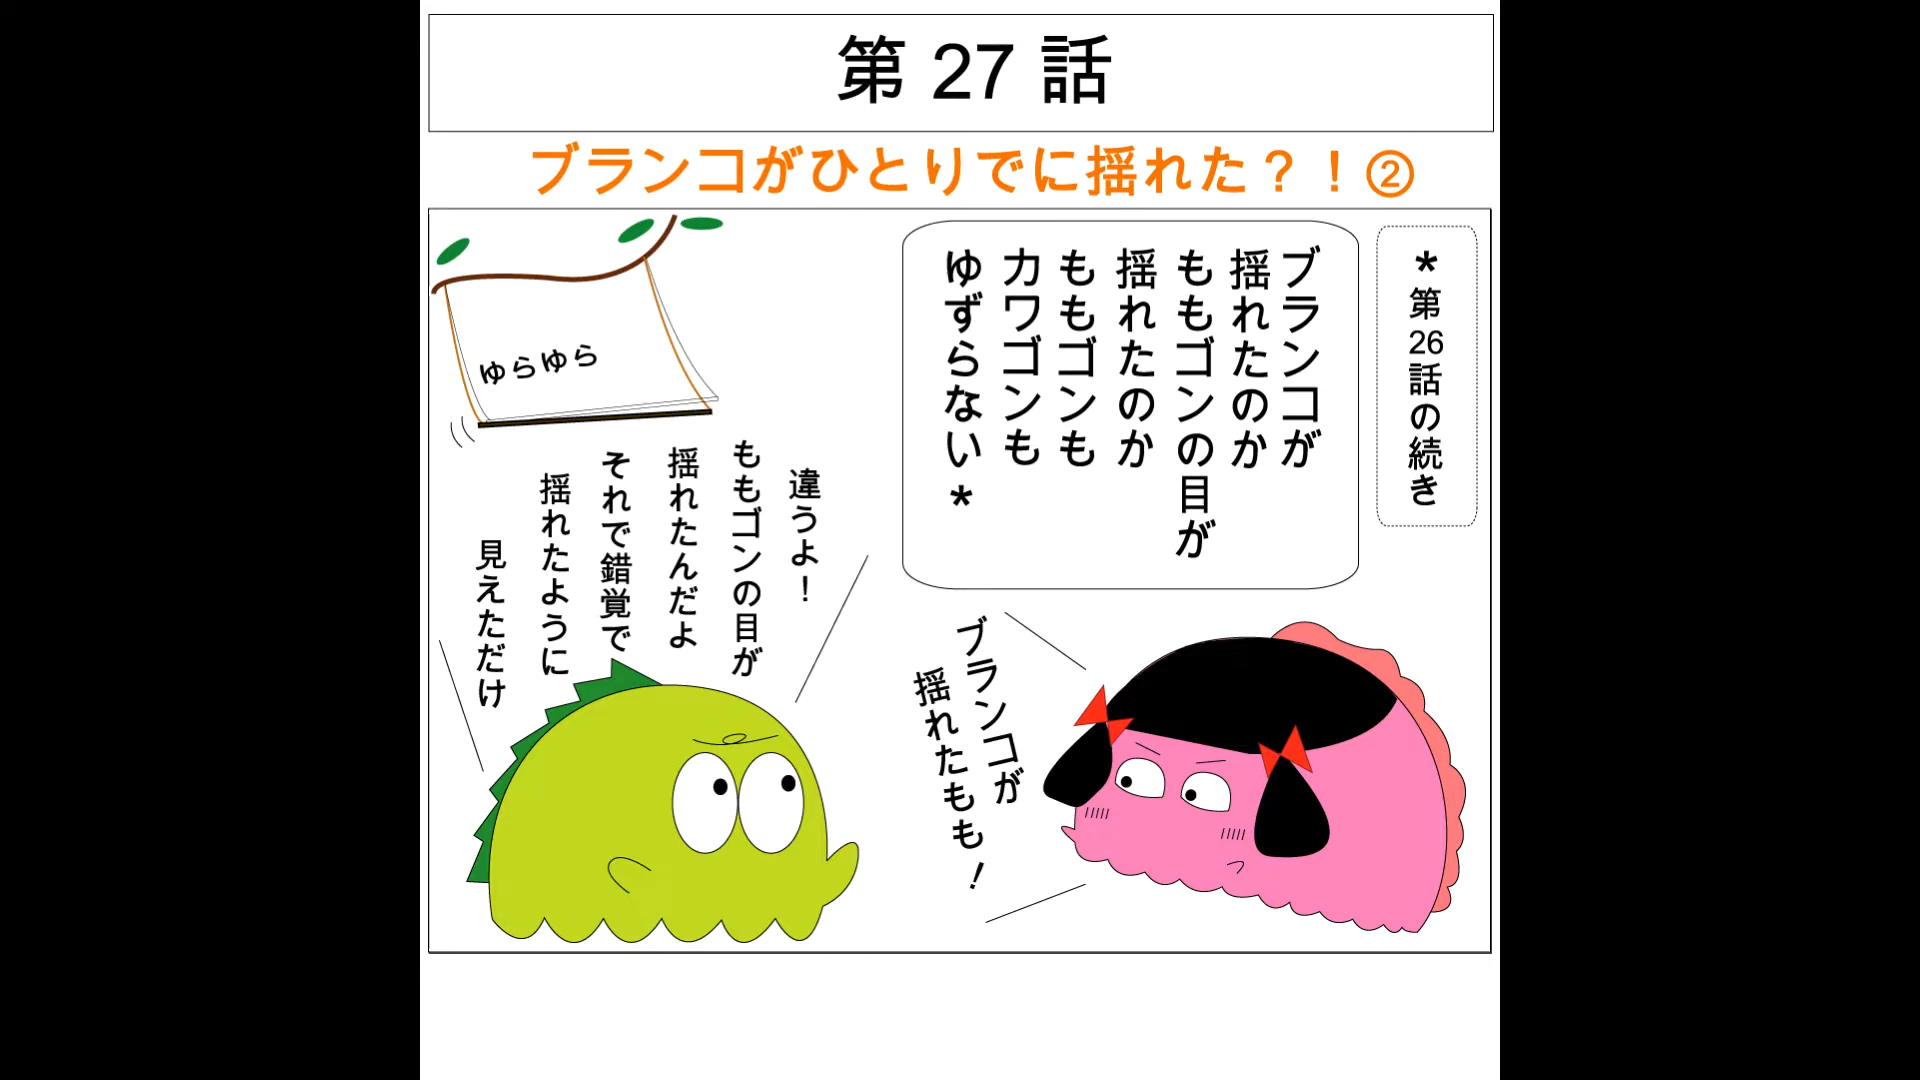 第27話
ブランコがひとりでに揺れた？！②
*第26話の続き
ブランコが
揺れたのか
ももゴンの目が
揺れたのか
ももゴンも
カワゴンも
ゆずらない*
ゆらゆら
ブランコが
揺れたもも！
違うよ！
ももゴンの目が
揺れたんだよ
それで錯覚で
揺れたように
見えただけ